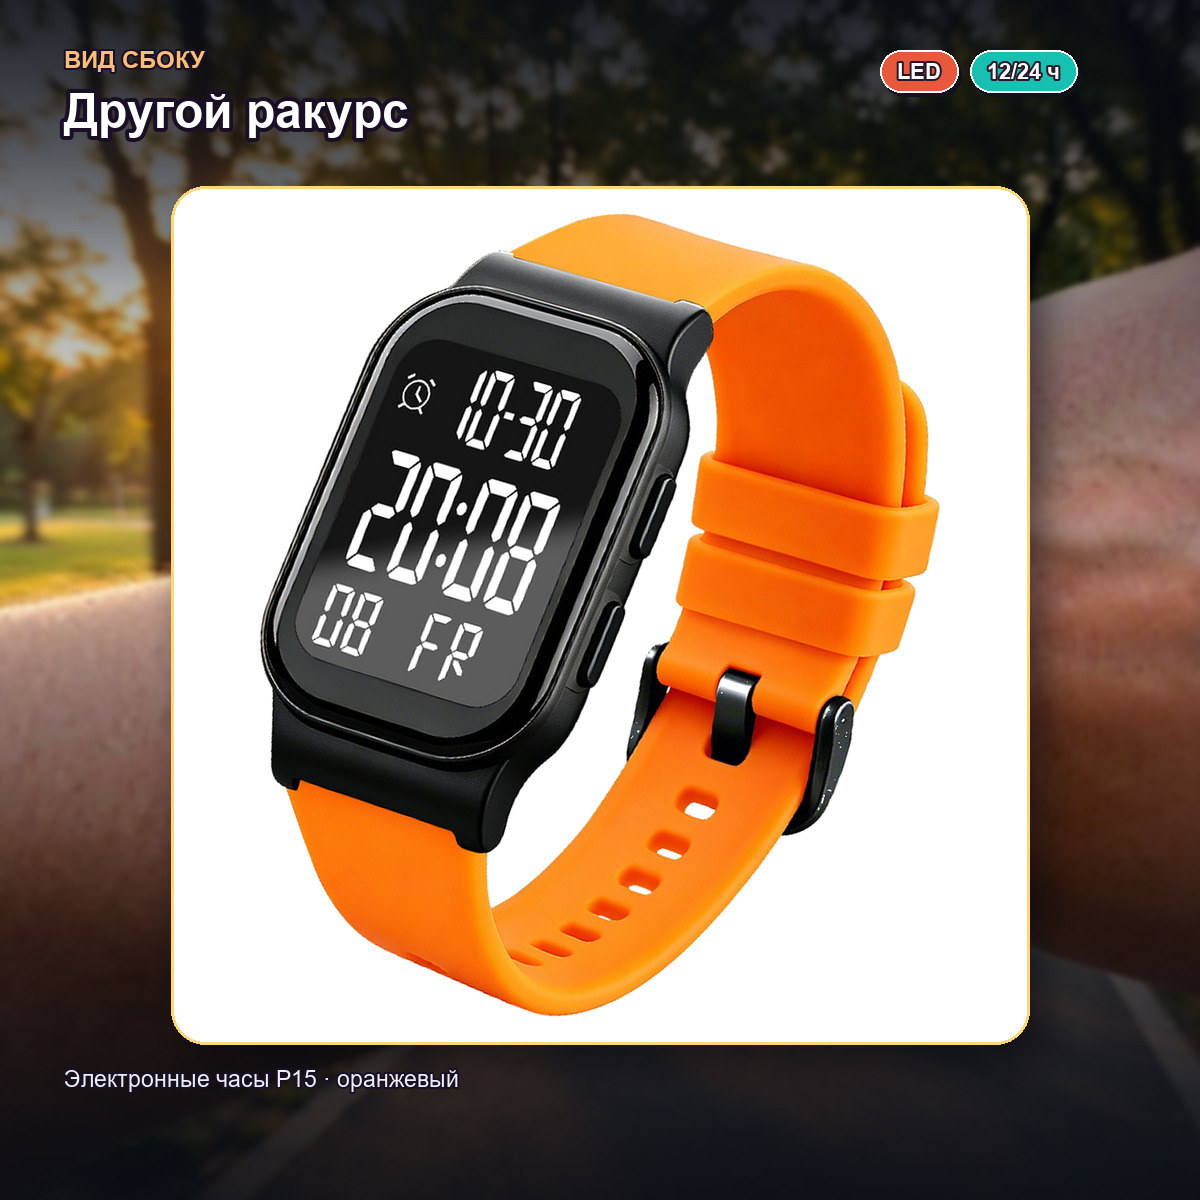 ВИД СБОКУ
Другой ракурс
LED
12/24 ч
10-30
20:08
08 FR
Электронные часы P15 · оранжевый